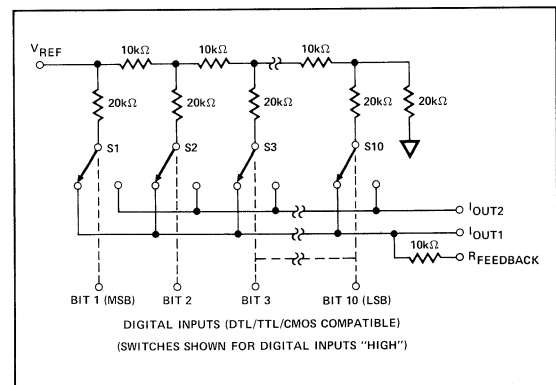 VREF
10kΩ 10kΩ 10kΩ
20kΩ 20kΩ 20kΩ 20kΩ 20kΩ
S1 S2 S3 S10
IOUT2
IOUT1
10kΩ
RFEEDBACK
BIT 1 (MSB) BIT 2 BIT 3 BIT 10 (LSB)
DIGITAL INPUTS (DTL/TTL/CMOS COMPATIBLE)
(SWITCHES SHOWN FOR DIGITAL INPUTS "HIGH")